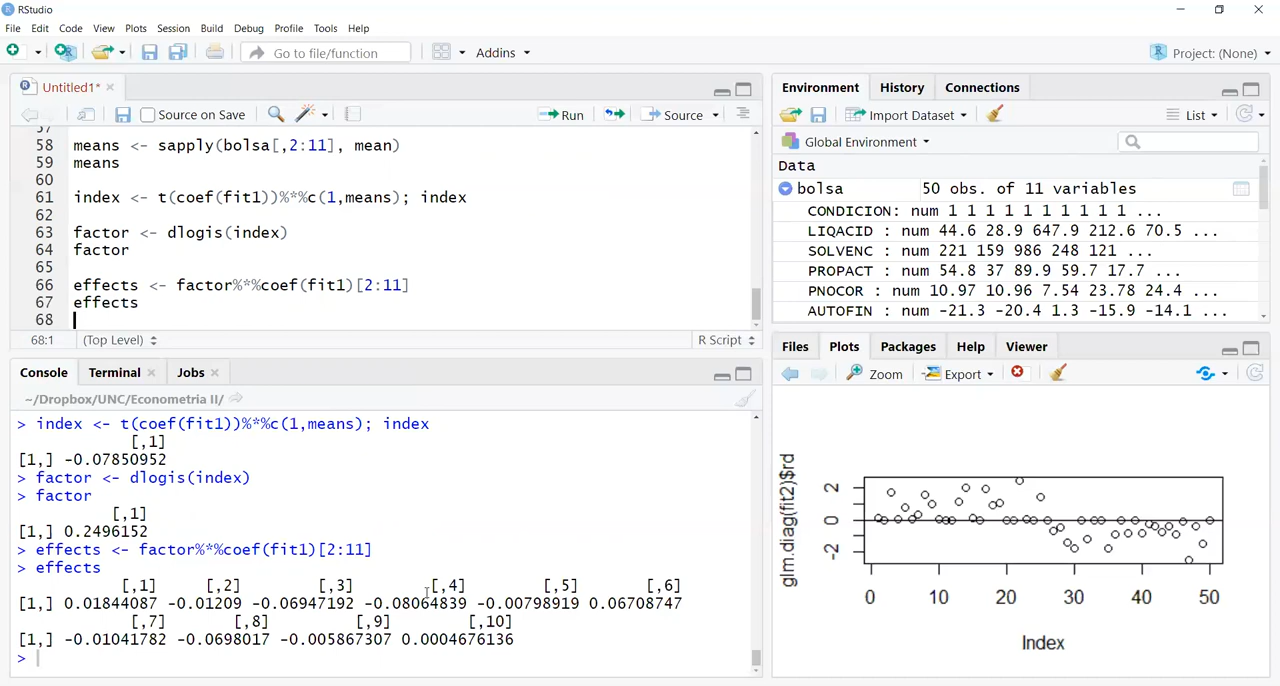 RStudio
File Edit Code View Plots Session Build Debug Profile Tools Help
Go to file/function Addins Project: (None)
Untitled1*
Source on Save Run Source
57
58 means <- sapply(bolsa[,2:11], mean)
59 means
60
61 index <- t(coef(fit1))%*%c(1,means); index
62
63 factor <- dlogis(index)
64 factor
65
66 effects <- factor%*%coef(fit1)[2:11]
67 effects
68
68:1 (Top Level) R Script
Console Terminal Jobs
~/Dropbox/UNC/Econometria II/
> index <- t(coef(fit1))%*%c(1,means); index
[,1]
[1,] -0.07850952
> factor <- dlogis(index)
> factor
[,1]
[1,] 0.2496152
> effects <- factor%*%coef(fit1)[2:11]
> effects
[,1] [,2] [,3] [,4] [,5] [,6]
[1,] 0.01844087 -0.01209 -0.06947192 -0.08064839 -0.00798919 0.06708747
[,7] [,8] [,9] [,10]
[1,] -0.01041782 -0.0698017 -0.005867307 0.0004676136
>
Environment History Connections
Import Dataset List
Global Environment
Data
bolsa 50 obs. of 11 variables
CONDICION: num 1 1 1 1 1 1 1 1 1 1 ...
LIQACID : num 44.6 28.9 647.9 212.6 70.5 ...
SOLVENC : num 221 159 986 248 121 ...
PROPACT : num 54.8 37 89.9 59.7 17.7 ...
PNOCOR : num 10.97 10.96 7.54 23.78 24.4 ...
AUTOFIN : num -21.3 -20.4 1.3 -15.9 -14.1 ...
Files Plots Packages Help Viewer
Zoom Export
glm.diag(fit2)$rd
2
0
-2
0 10 20 30 40 50
Index